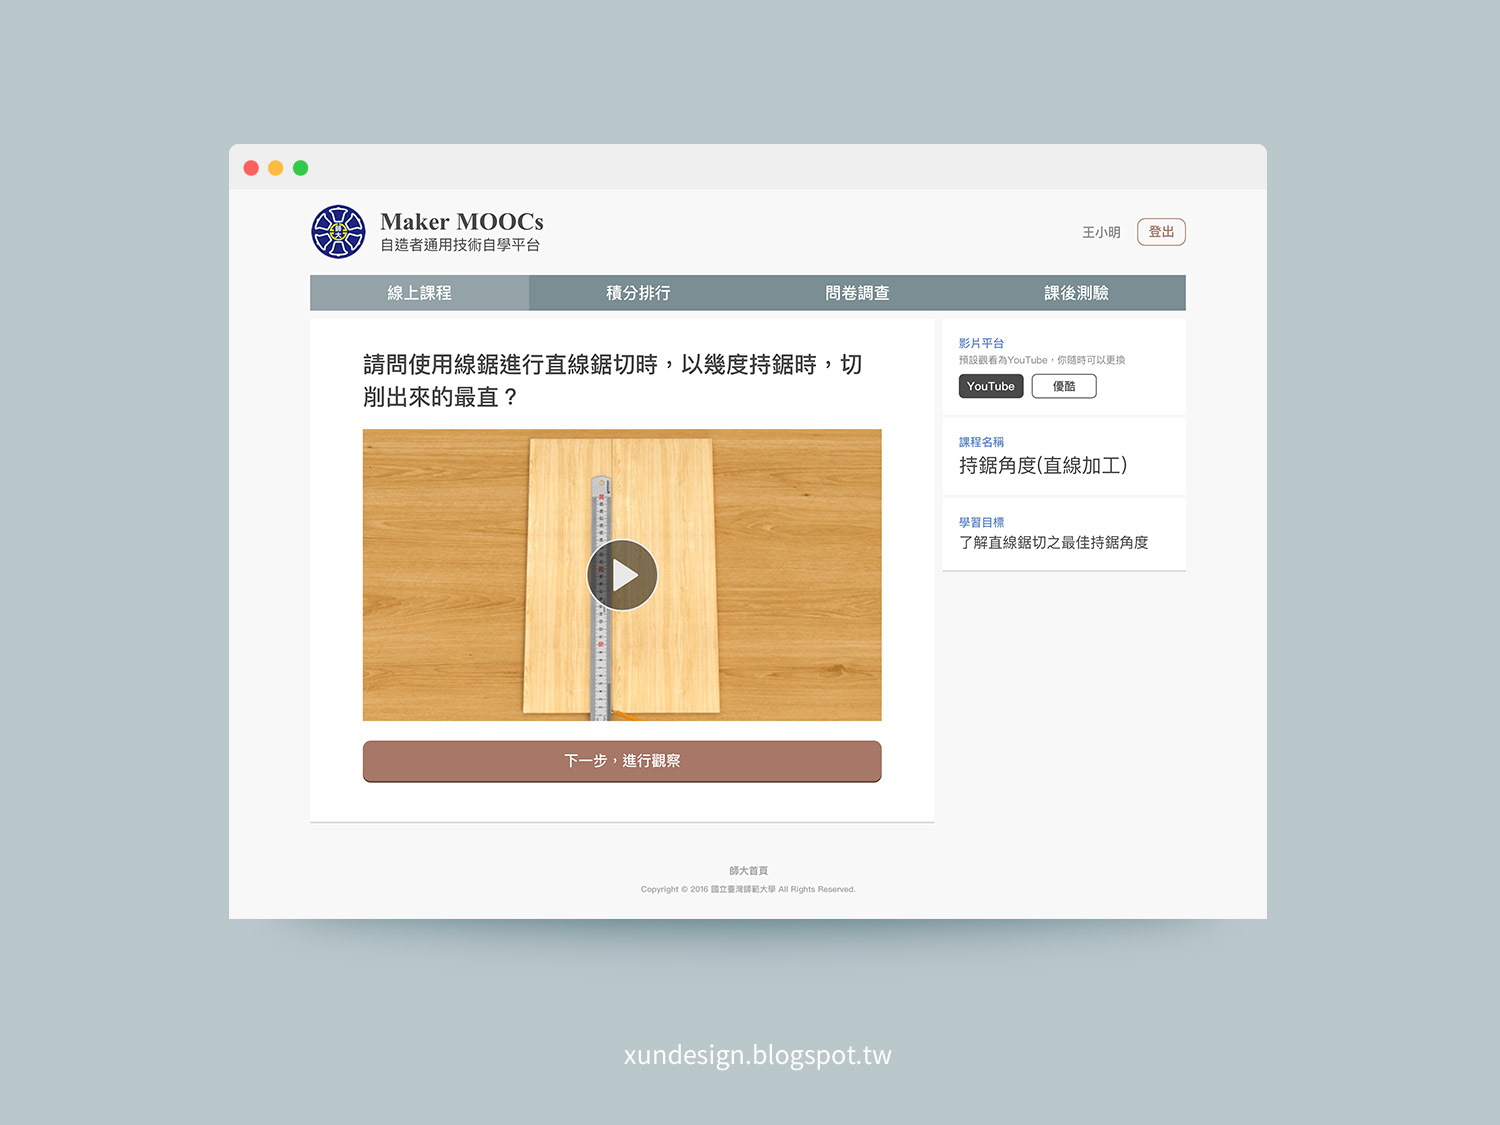 Maker MOOCs
自造者通用技術自學平台
王小明
登出
線上課程
積分排行
問卷調查
課後測驗
請問使用線鋸進行直線鋸切時，以幾度持鋸時，切
削出來的最直？
下一步，進行觀察
影片平台
預設觀看為YouTube，你隨時可以更換
YouTube
優酷
課程名稱
持鋸角度(直線加工)
學習目標
了解直線鋸切之最佳持鋸角度
師大首頁
Copyright © 2016 國立臺灣師範大學 All Rights Reserved.
xundesign.blogspot.tw